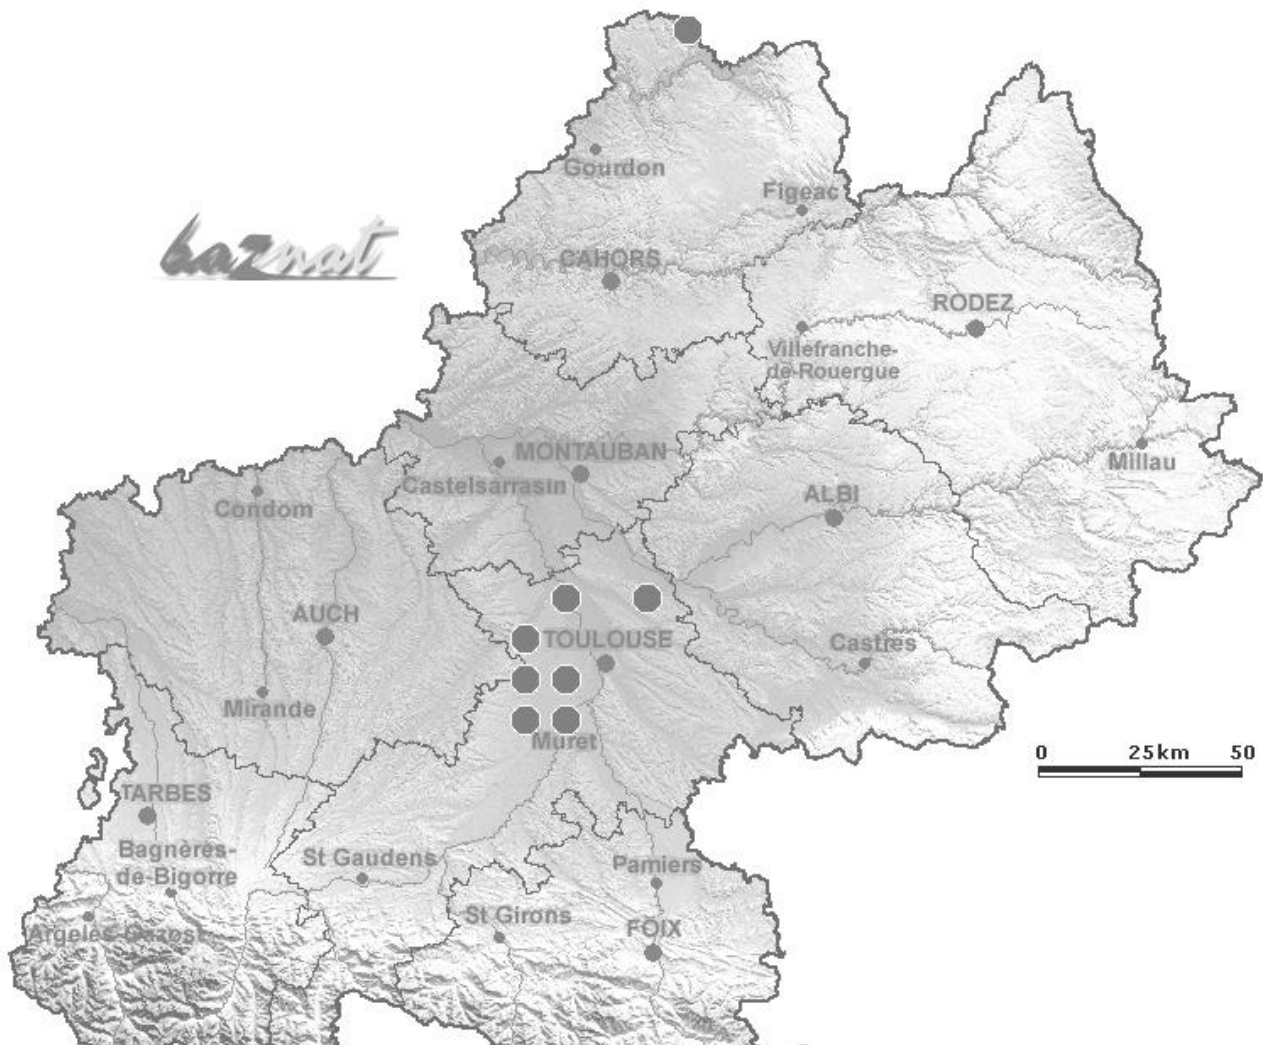 Gourdon
Figeac
baznat
CAHORS
RODEZ
Villefranche-
de-Rouergue
MONTAUBAN
Millau
Castelsarrasin
ALBI
Condom
AUCH
TOULOUSE
Castres
Mirande
Muret
0 25km 50
TARBES
Bagnères-
de-Bigorre
St Gaudens
Pamiers
St Girons
FOIX
Argelès-Gazost